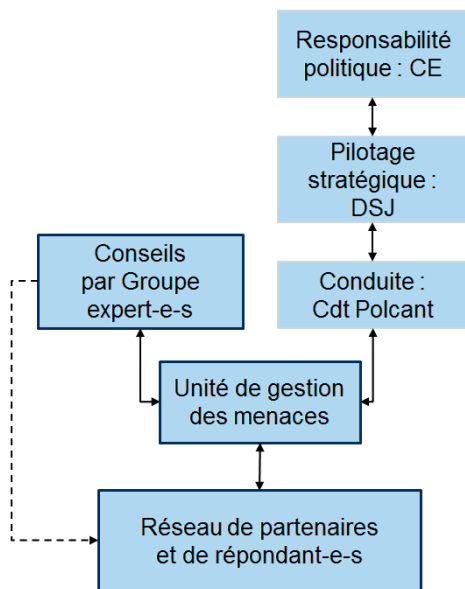 Responsabilité
politique : CE
Pilotage
stratégique :
DSJ
Conseils
par Groupe
expert-e-s
Conduite :
Cdt Polcant
Unité de gestion
des menaces
Réseau de partenaires
et de répondant-e-s